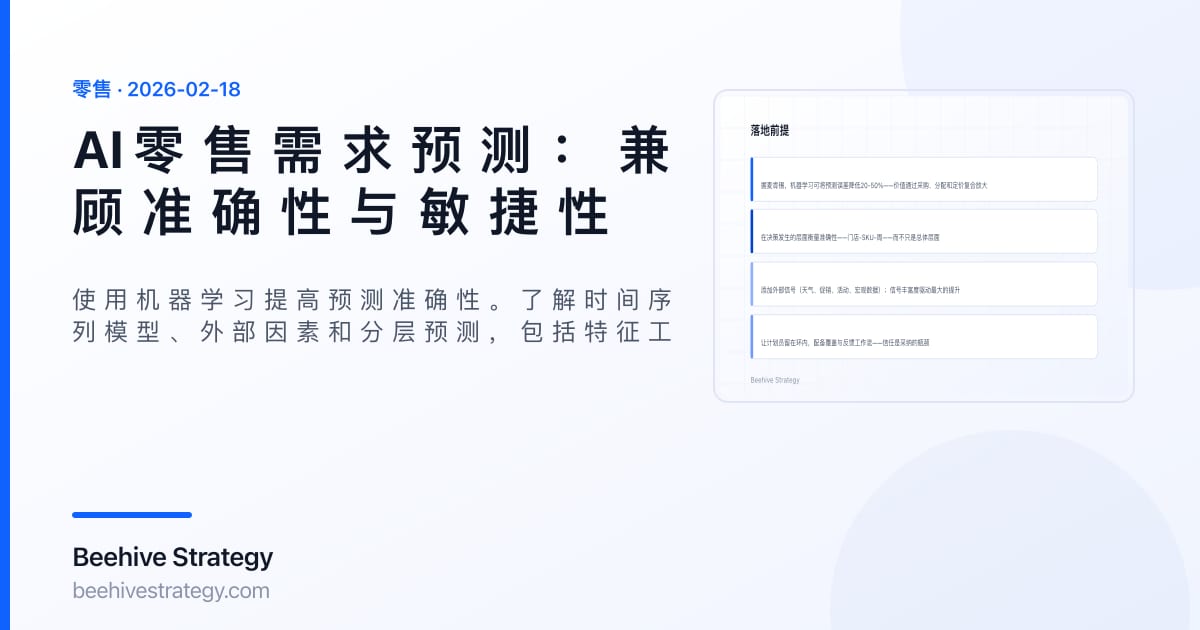 零售 · 2026-02-18
AI零售需求预测：兼
顾准确性与敏捷性
使用机器学习提高预测准确性。了解时间序
列模型、外部因素和分层预测，包括特征工
落地前提
据麦肯锡，机器学习可将预测误差降低20-50%——价值通过采购、分配和定价复合放大
在决策发生的层面衡量准确性——门店-SKU-周——而不只是总体层面
添加外部信号（天气、促销、活动、宏观数据）：信号丰富度驱动最大的提升
让计划员留在环内，配备覆盖与反馈工作流——信任是采纳的瓶颈
Beehive Strategy
Beehive Strategy
beehivestrategy.com